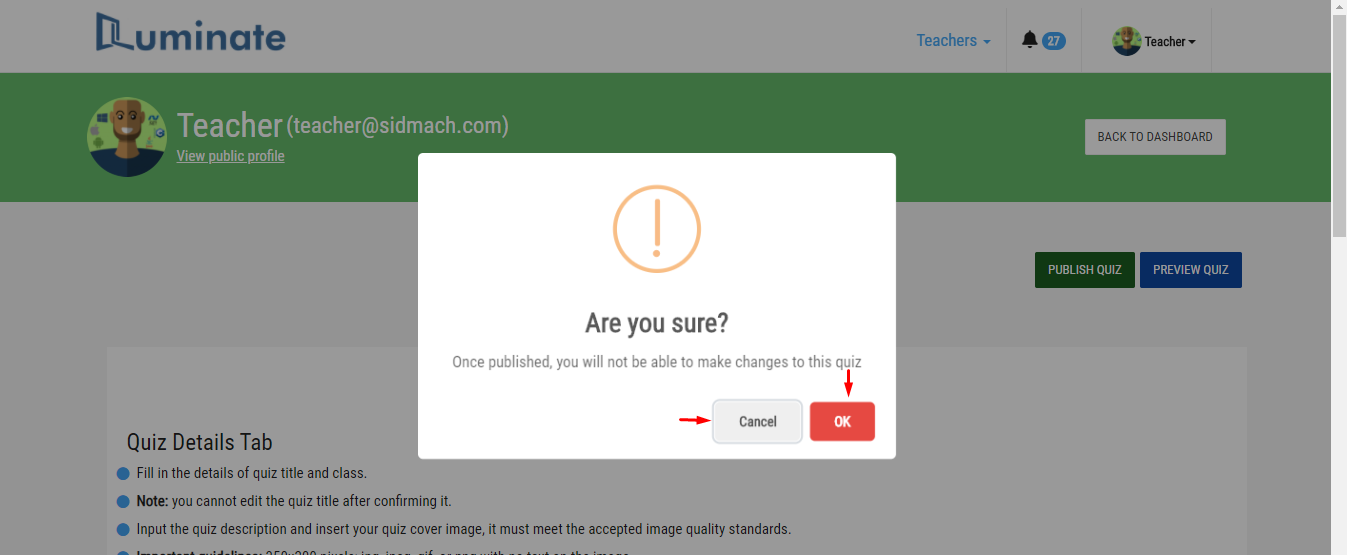 Luminate
Teachers
27
Teacher
Teacher (teacher@sidmach.com)
View public profile
BACK TO DASHBOARD
PUBLISH QUIZ
PREVIEW QUIZ
Are you sure?
Once published, you will not be able to make changes to this quiz
Cancel
OK
Quiz Details Tab
Fill in the details of quiz title and class.
Note: you cannot edit the quiz title after confirming it.
Input the quiz description and insert your quiz cover image, it must meet the accepted image quality standards.
Important guidelines: